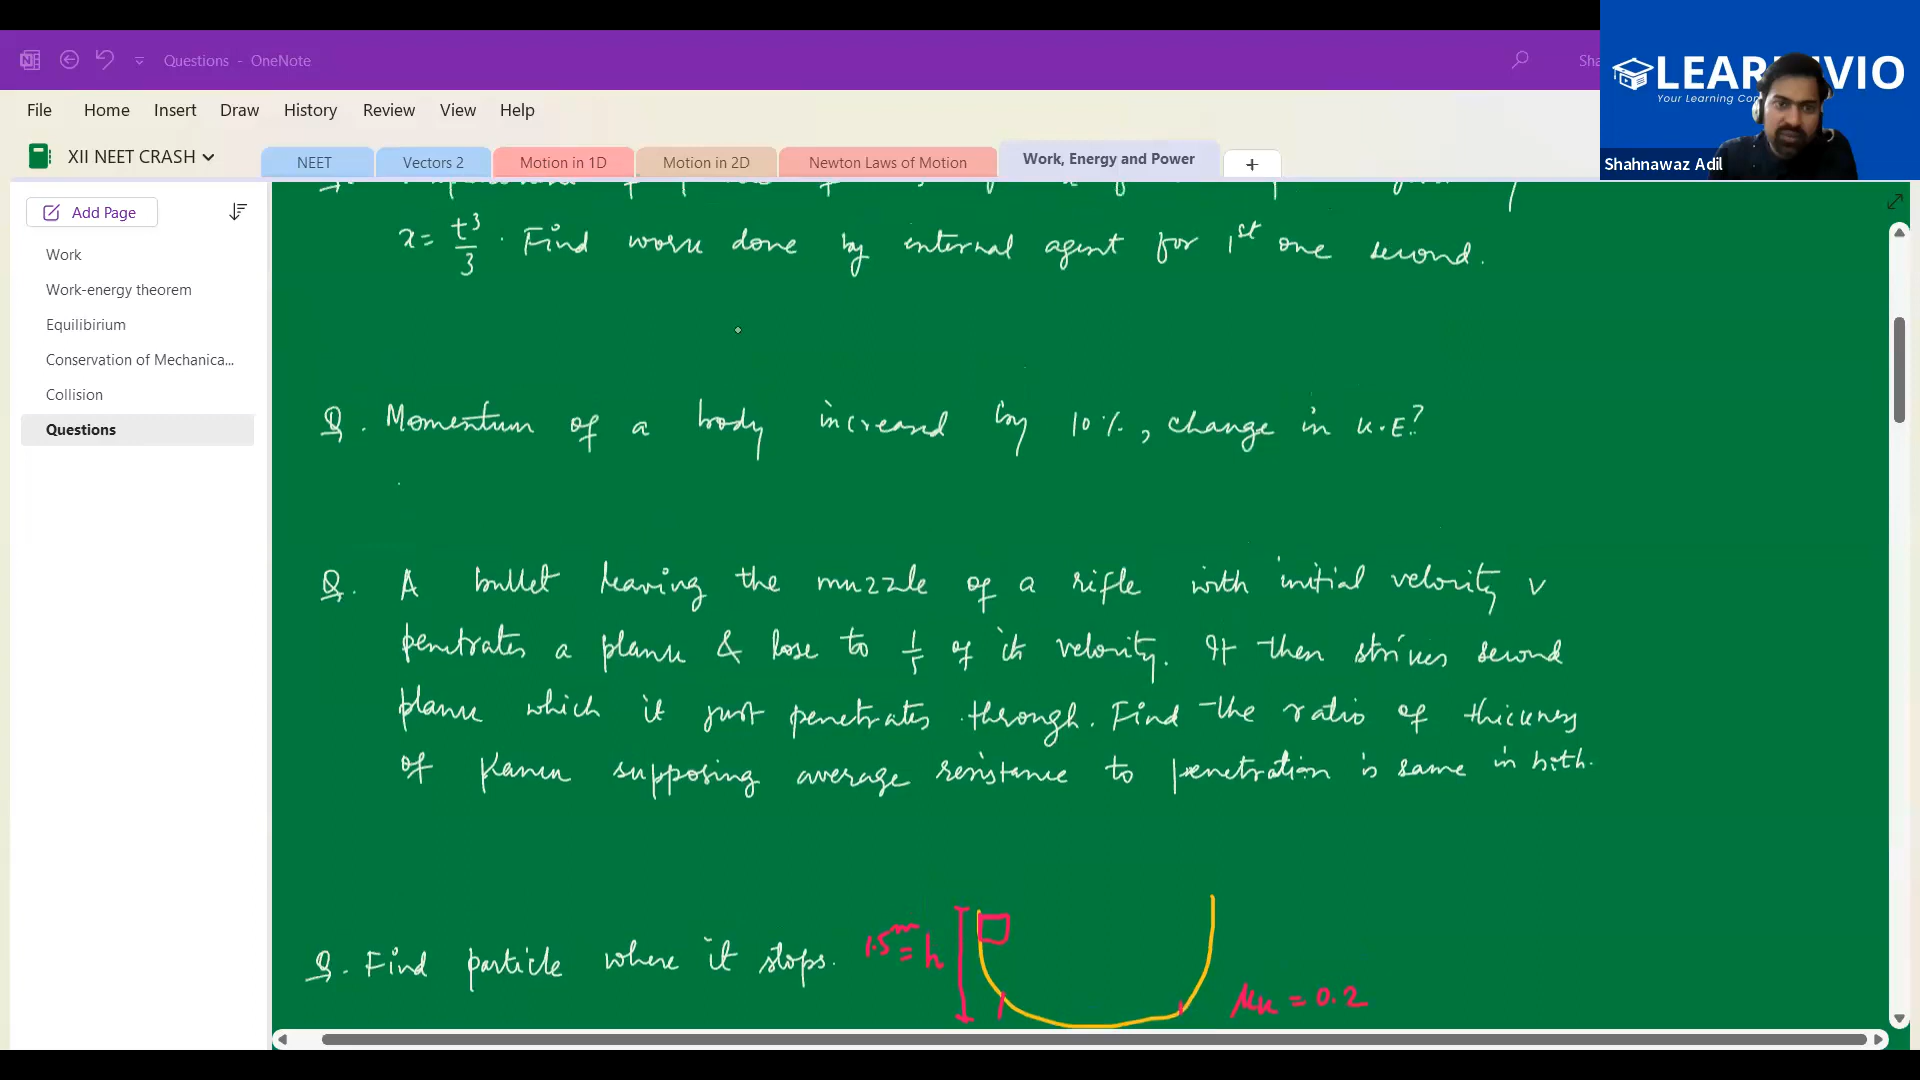 Questions - OneNote
Sha
LEARNVIO
Your Learning Co
Shahnawaz Adil
File Home Insert Draw History Review View Help
XII NEET CRASH
NEET Vectors 2 Motion in 1D Motion in 2D Newton Laws of Motion Work, Energy and Power +
Add Page
Work
Work-energy theorem
Equilibirium
Conservation of Mechanica...
Collision
Questions
x = t³/3 . Find work done by internal agent for 1st one second.
Q. Momentum of a body increased by 10%, change in K.E?
Q. A bullet leaving the muzzle of a rifle with initial velocity v
penetrates a plank & lose to 1/5 of its velocity. It then strikes second
plank which it just penetrates through. Find the ratio of thickness
of planks supposing average resistance to penetration is same in both.
Q. Find particle where it stops. 1.5m = h
μk = 0.2